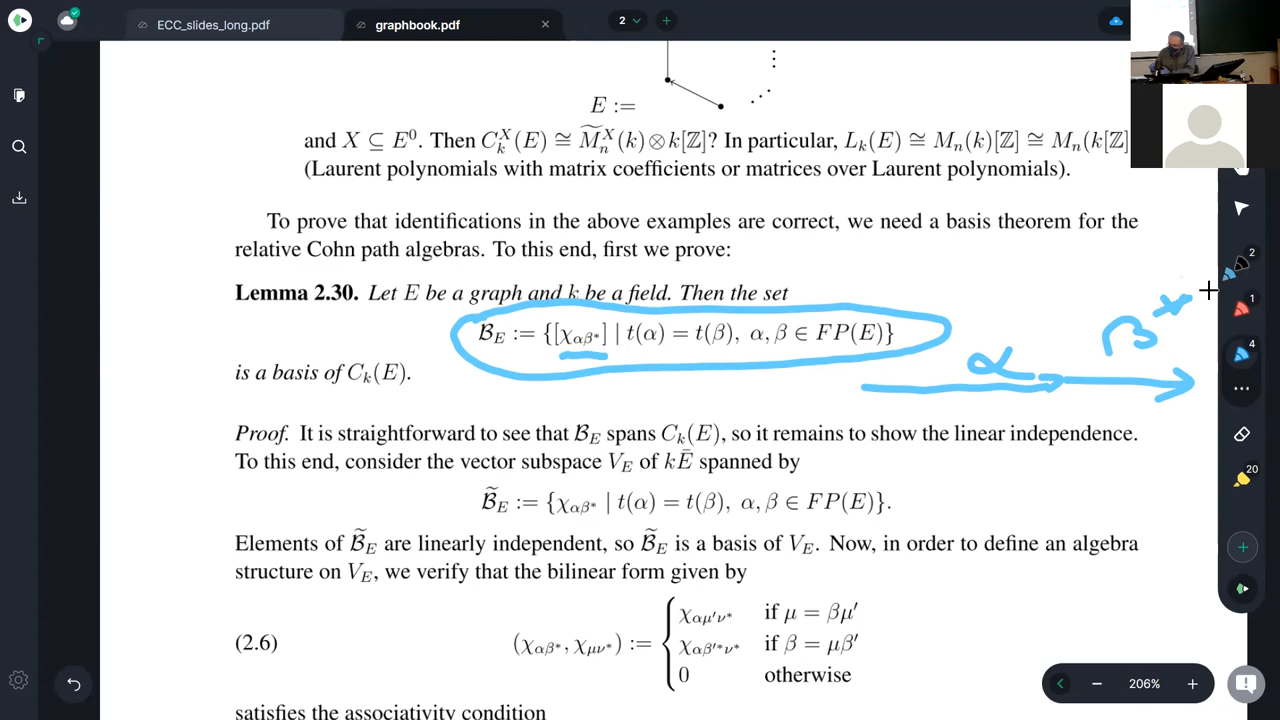 ECC_slides_long.pdf
graphbook.pdf
2
E :=
and X ⊆ E⁰. Then C_k^X(E) ≅ M̃_n^X(k) ⊗ k[ℤ]? In particular, L_k(E) ≅ M_n(k)[ℤ] ≅ M_n(k[ℤ]
(Laurent polynomials with matrix coefficients or matrices over Laurent polynomials).
To prove that identifications in the above examples are correct, we need a basis theorem for the
relative Cohn path algebras. To this end, first we prove:
Lemma 2.30. Let E be a graph and k be a field. Then the set
ℬ_E := {[χ_{αβ*}] | t(α) = t(β), α, β ∈ FP(E)}
is a basis of C_k(E).
α β*
Proof. It is straightforward to see that ℬ_E spans C_k(E), so it remains to show the linear independence.
To this end, consider the vector subspace V_E of kĒ spanned by
ℬ̃_E := {χ_{αβ*} | t(α) = t(β), α, β ∈ FP(E)}.
Elements of ℬ̃_E are linearly independent, so ℬ̃_E is a basis of V_E. Now, in order to define an algebra
structure on V_E, we verify that the bilinear form given by
(2.6) (χ_{αβ*}, χ_{μν*}) := { χ_{αμ'ν*} if μ = βμ'
χ_{αβ'*ν*} if β = μβ'
0 otherwise
satisfies the associativity condition
2
1
4
20
206%